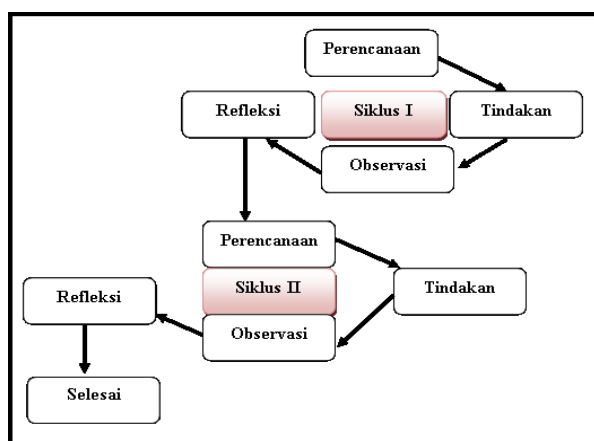 Perencanaan
Refleksi
Siklus I
Tindakan
Observasi
Perencanaan
Siklus II
Tindakan
Refleksi
Observasi
Selesai